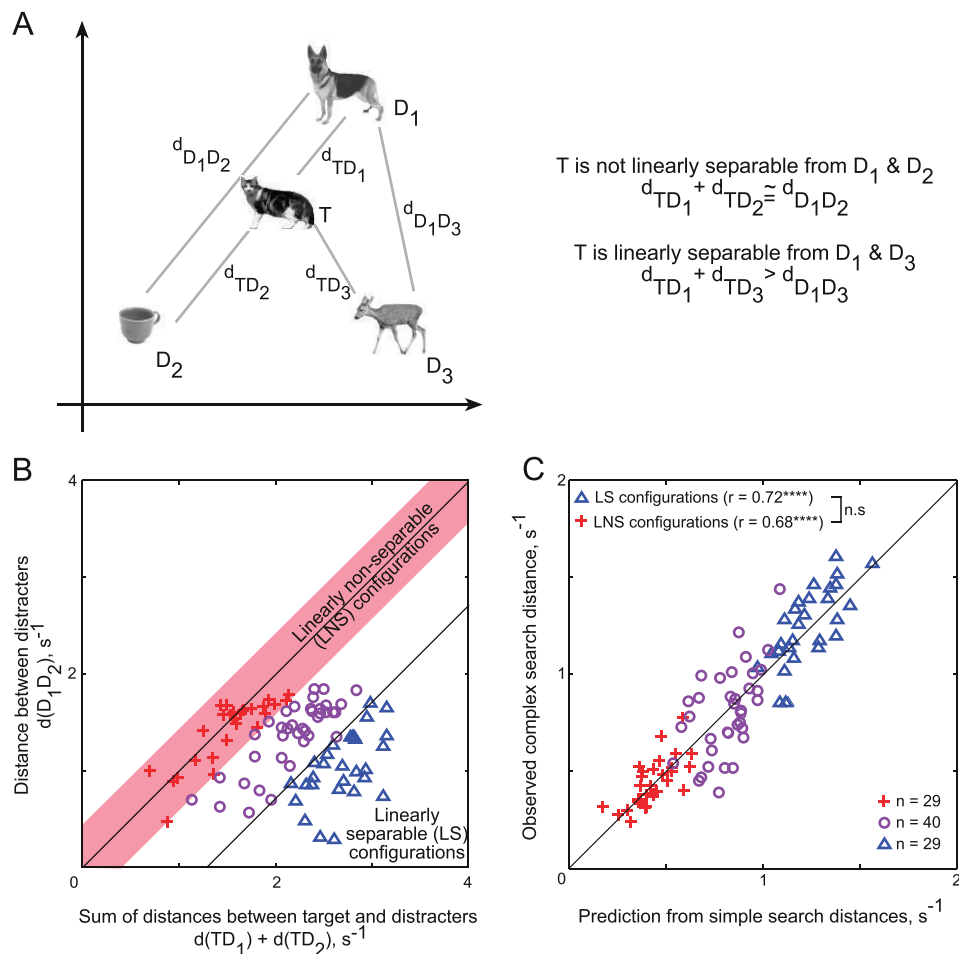 A
D1
dD1D2
dTD1
T
dD1D3
dTD2
dTD3
D2
D3
T is not linearly separable from D1 & D2
dTD1 + dTD2 ≅ dD1D2
T is linearly separable from D1 & D3
dTD1 + dTD3 > dD1D3
B
4
2
0
2
4
Distance between distracters
d(D1D2), s-1
Linearly non-separable
(LNS) configurations
Linearly
separable (LS)
configurations
Sum of distances between target and distracters
d(TD1) + d(TD2), s-1
C
2
1
0
1
2
Observed complex search distance, s-1
LS configurations (r = 0.72****)
LNS configurations (r = 0.68****)
n.s
n = 29
n = 40
n = 29
Prediction from simple search distances, s-1